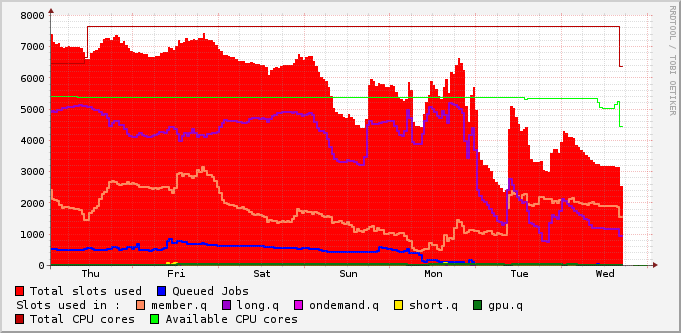 8000
7000
6000
5000
4000
3000
2000
1000
0
Thu Fri Sat Sun Mon Tue Wed
RRDTOOL / TOBI OETIKER
Total slots used Queued Jobs
Slots used in : member.q long.q ondemand.q short.q gpu.q
Total CPU cores Available CPU cores